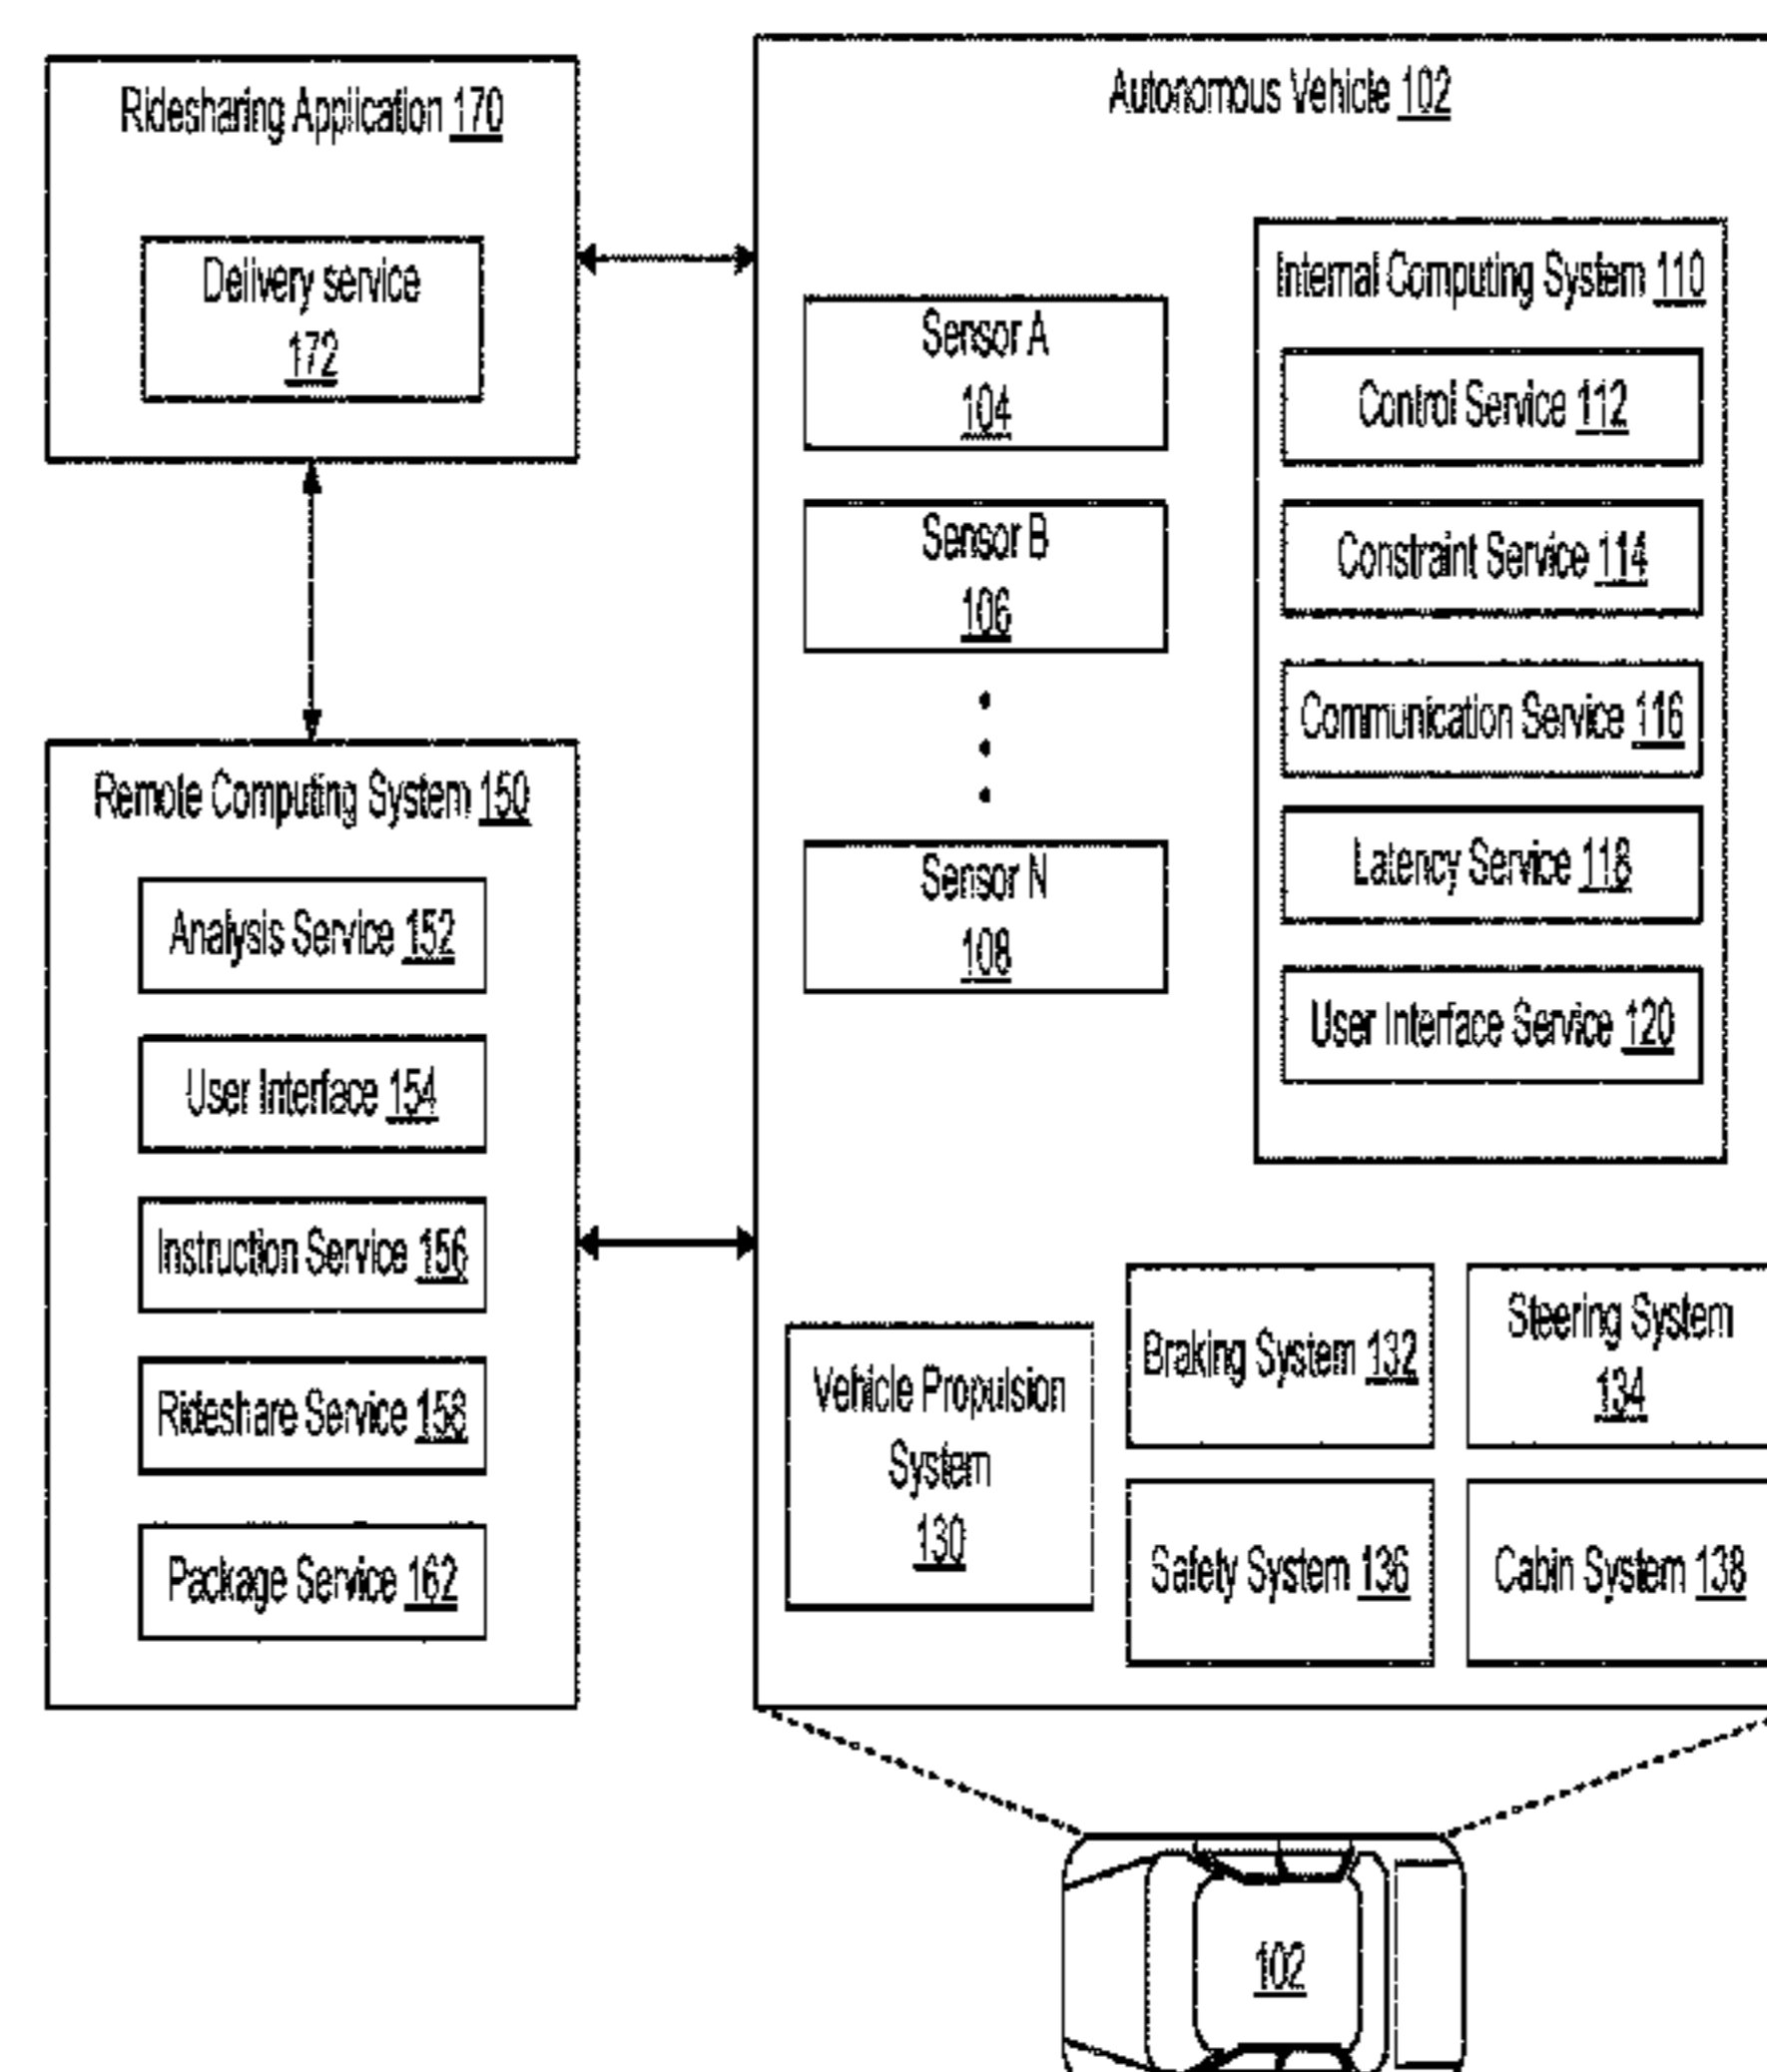 Ridesharing Application 170
Delivery service
172
Remote Computing System 150
Analysis Service 152
User Interface 154
Instruction Service 156
Rideshare Service 158
Package Service 162
Autonomous Vehicle 102
Sensor A
104
Sensor B
106
Sensor N
108
Internal Computing System 110
Control Service 112
Constraint Service 114
Communication Service 116
Latency Service 118
User Interface Service 120
Vehicle Propulsion
System
130
Braking System 132
Steering System
134
Safety System 136
Cabin System 138
102